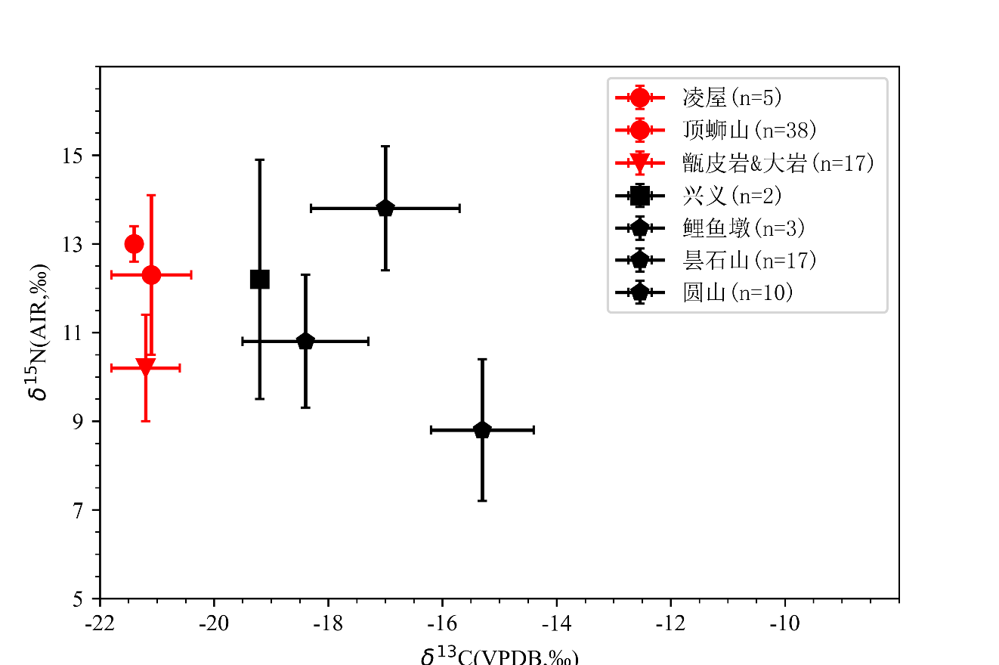 凌屋(n=5)
顶蛳山(n=38)
甑皮岩&大岩(n=17)
兴义(n=2)
鲤鱼墩(n=3)
昙石山(n=17)
圆山(n=10)
15
13
11
9
7
5
δ¹⁵N(AIR,‰)
-22 -20 -18 -16 -14 -12 -10
δ¹³C(VPDB,‰)